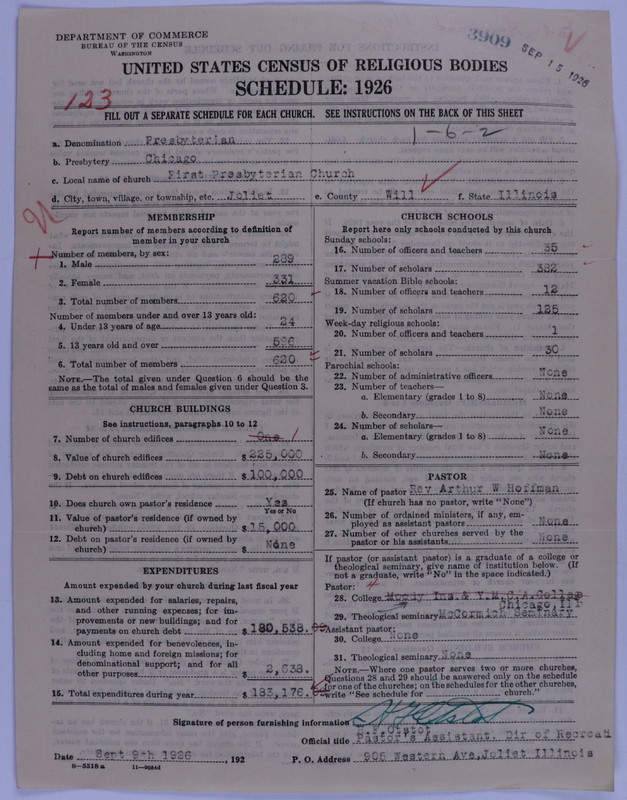 DEPARTMENT OF COMMERCE
BUREAU OF THE CENSUS
WASHINGTON
3909
SEP 15 1926
UNITED STATES CENSUS OF RELIGIOUS BODIES
SCHEDULE: 1926
123
FILL OUT A SEPARATE SCHEDULE FOR EACH CHURCH. SEE INSTRUCTIONS ON THE BACK OF THIS SHEET
1-6-2
a. Denomination Presbyterian
b. Presbytery Chicago
c. Local name of church First Presbyterian Church
d. City, town, village, or township, etc. Joliet e. County Will f. State Illinois
MEMBERSHIP
Report number of members according to definition of
member in your church
Number of members, by sex:
1. Male 289
2. Female 331
3. Total number of members 620
Number of members under and over 13 years old:
4. Under 13 years of age 24
5. 13 years old and over 596
6. Total number of members 620
NOTE.—The total given under Question 6 should be the
same as the total of males and females given under Question 3.
CHURCH BUILDINGS
See instructions, paragraphs 10 to 12
7. Number of church edifices One 1
8. Value of church edifices $ 225,000
9. Debt on church edifices $ 100,000
10. Does church own pastor's residence Yes
Yes or No
11. Value of pastor's residence (if owned by
church) $ 15,000
12. Debt on pastor's residence (if owned by
church) $ None
EXPENDITURES
Amount expended by your church during last fiscal year
13. Amount expended for salaries, repairs,
and other running expenses; for im-
provements or new buildings; and for
payments on church debt $ 180,538.
14. Amount expended for benevolences, in-
cluding home and foreign missions; for
denominational support; and for all
other purposes $ 2,638.
15. Total expenditures during year $ 183,176.
CHURCH SCHOOLS
Report here only schools conducted by this church
Sunday schools:
16. Number of officers and teachers 35
17. Number of scholars 382
Summer vacation Bible schools:
18. Number of officers and teachers 12
19. Number of scholars 125
Week-day religious schools:
20. Number of officers and teachers 1
21. Number of scholars 30
Parochial schools:
22. Number of administrative officers None
23. Number of teachers—
a. Elementary (grades 1 to 8) None
b. Secondary None
24. Number of scholars—
a. Elementary (grades 1 to 8) None
b. Secondary None
PASTOR
25. Name of pastor Rev Arthur W Hoffman
(If church has no pastor, write "None")
26. Number of ordained ministers, if any, em-
ployed as assistant pastors None
27. Number of other churches served by the
pastor or his assistants None
If pastor (or assistant pastor) is a graduate of a college or
theological seminary, give name of institution below. (If
not a graduate, write "No" in the space indicated.)
Pastor:
28. College Moody Ins. & Y.M.C.A. College
Chicago, Ill
29. Theological seminary McCormick Seminary
Assistant pastor:
30. College None
31. Theological seminary None
NOTE.—Where one pastor serves two or more churches,
Questions 28 and 29 should be answered only on the schedule
for one of the churches; on the schedules for the other churches,
write "See schedule for church."
Signature of person furnishing information
Otstot
Official title Pastor's Assistant, Dir of Recreati
Date Sept 9th 1926, 192 P. O. Address 905 Western Ave, Joliet Illinois
8—5318 a